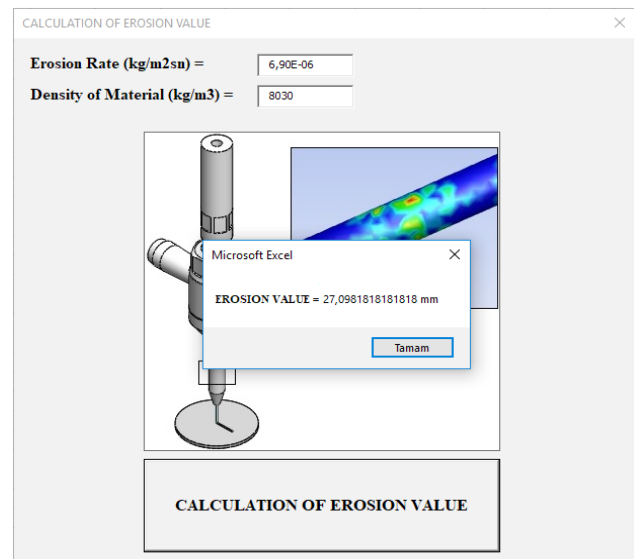 CALCULATION OF EROSION VALUE
Erosion Rate (kg/m2sn) = 6,90E-06
Density of Material (kg/m3) = 8030
Microsoft Excel
EROSION VALUE = 27,0981818181818 mm
Tamam
CALCULATION OF EROSION VALUE